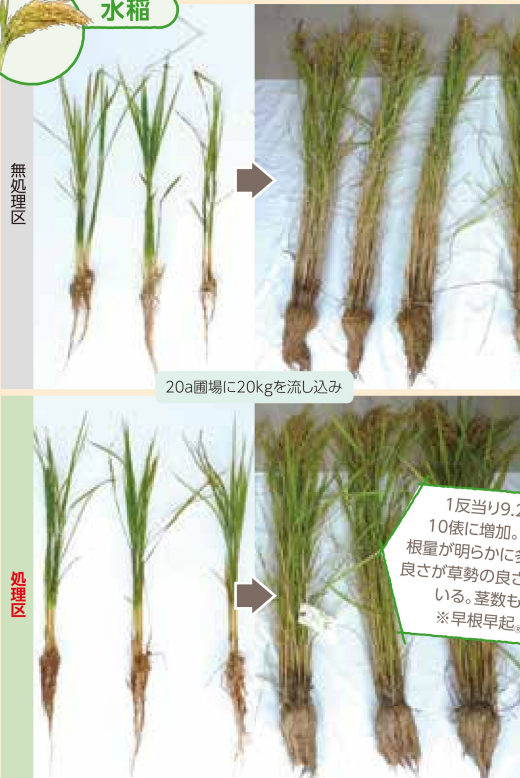 水稲
無処理区
20a圃場に20kgを流し込み
処理区
1反当り9.2
10俵に増加。
根量が明らかに多
良さが草勢の良さ
いる。茎数も
※早根早起。